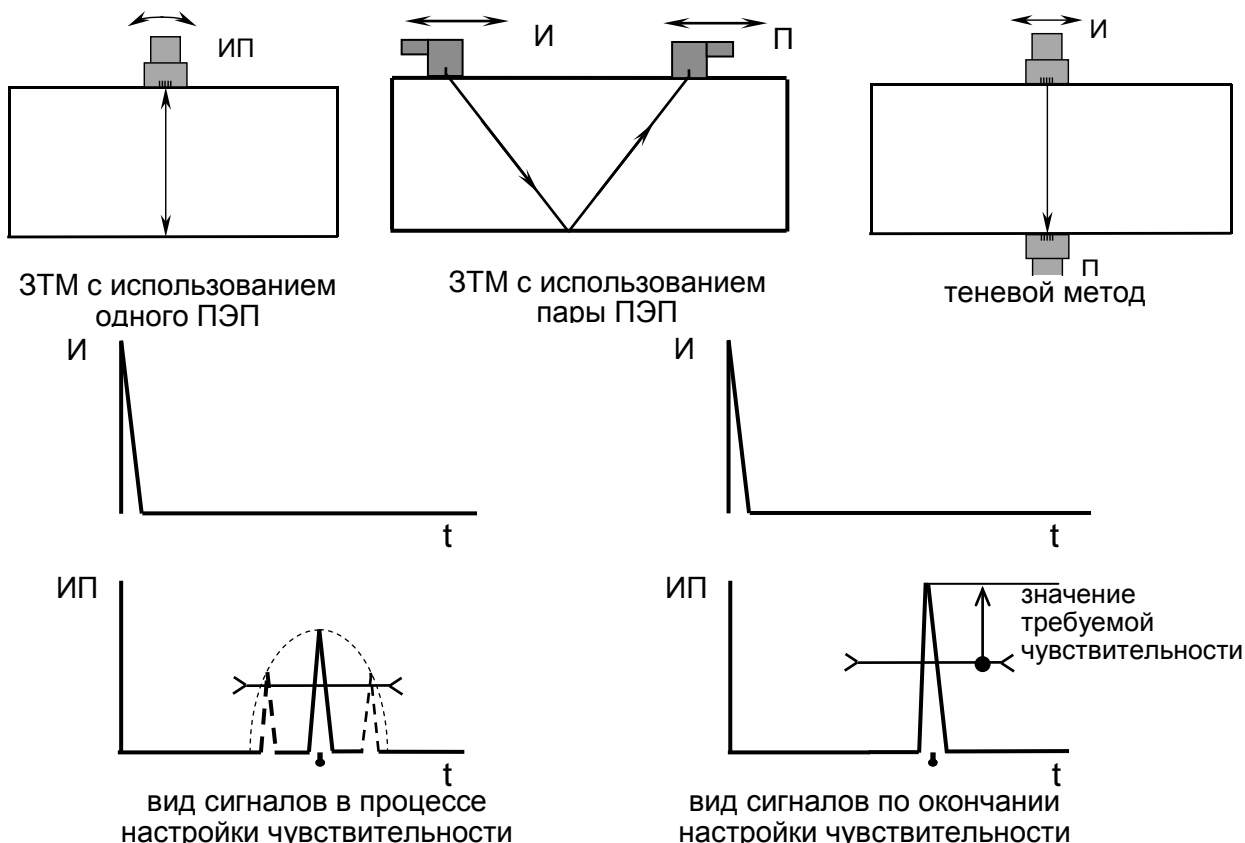 ИП
И
П
И
П
ЗТМ с использованием
одного ПЭП
ЗТМ с использованием
пары ПЭП
теневой метод
И
t
И
t
ИП
t
ИП
значение
требуемой
чувствительности
t
вид сигналов в процессе
настройки чувствительности
вид сигналов по окончании
настройки чувствительности